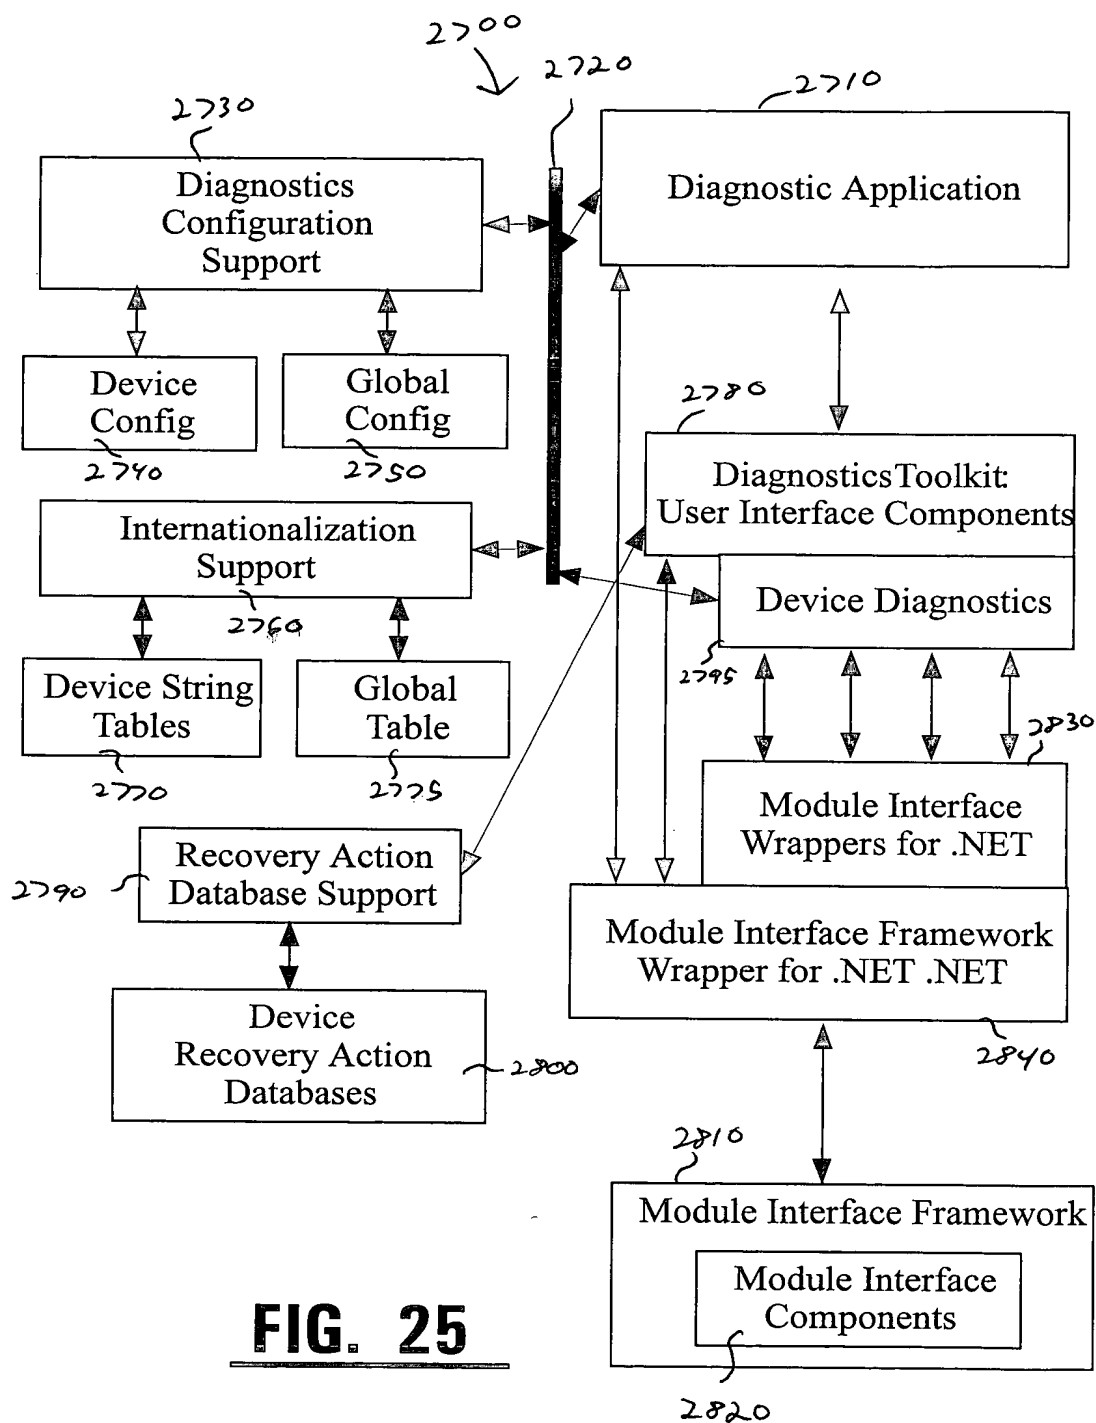 2700
2720
2710
2730
Diagnostics
Configuration
Support
Diagnostic Application
Device
Config
2740
Global
Config
2750
2780
DiagnosticsToolkit:
User Interface Components
Internationalization
Support
2760
Device Diagnostics
2795
Device String
Tables
2770
Global
Table
2775
2830
Module Interface
Wrappers for .NET
Recovery Action
Database Support
2790
Module Interface Framework
Wrapper for .NET .NET
2840
Device
Recovery Action
Databases
2800
2810
Module Interface Framework
Module Interface
Components
2820
FIG. 25